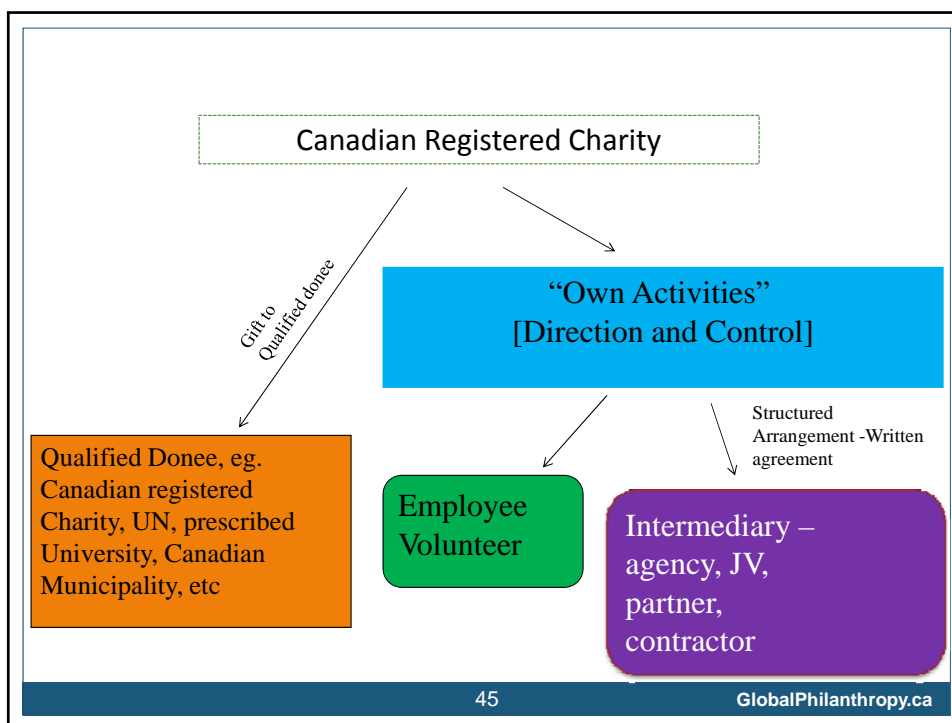 Canadian Registered Charity
Gift to
Qualified donee
“Own Activities”
[Direction and Control]
Structured
Arrangement -Written
agreement
Qualified Donee, eg.
Canadian registered
Charity, UN, prescribed
University, Canadian
Municipality, etc
Employee
Volunteer
Intermediary –
agency, JV,
partner,
contractor
45
GlobalPhilanthropy.ca